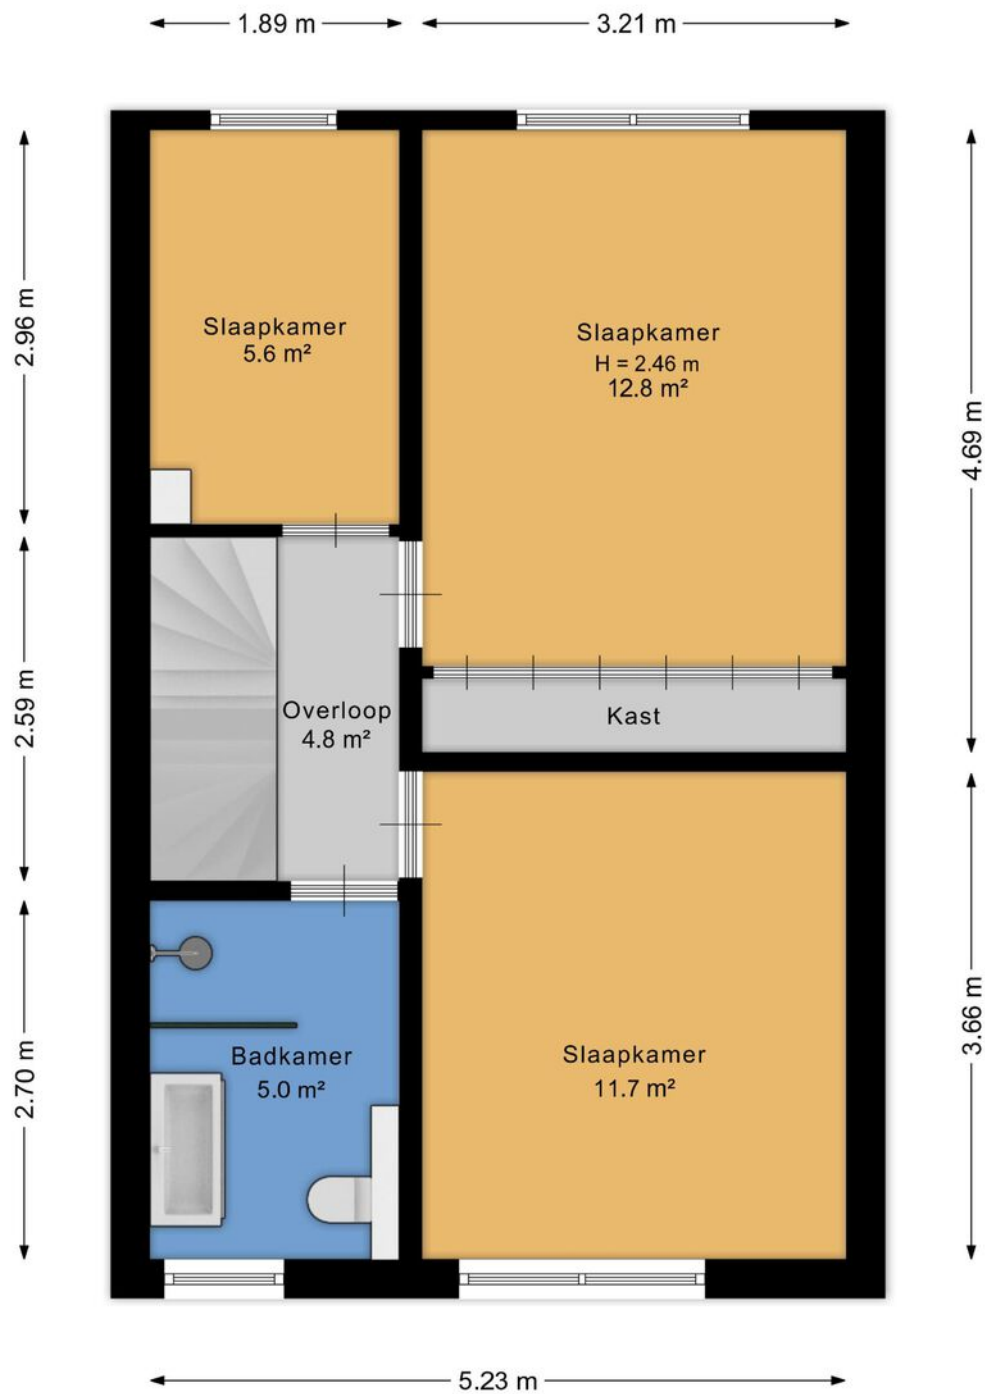 1.89 m
3.21 m
2.96 m
Slaapkamer
5.6 m²
Slaapkamer
H = 2.46 m
12.8 m²
4.69 m
2.59 m
Overloop
4.8 m²
Kast
2.70 m
Badkamer
5.0 m²
Slaapkamer
11.7 m²
3.66 m
5.23 m